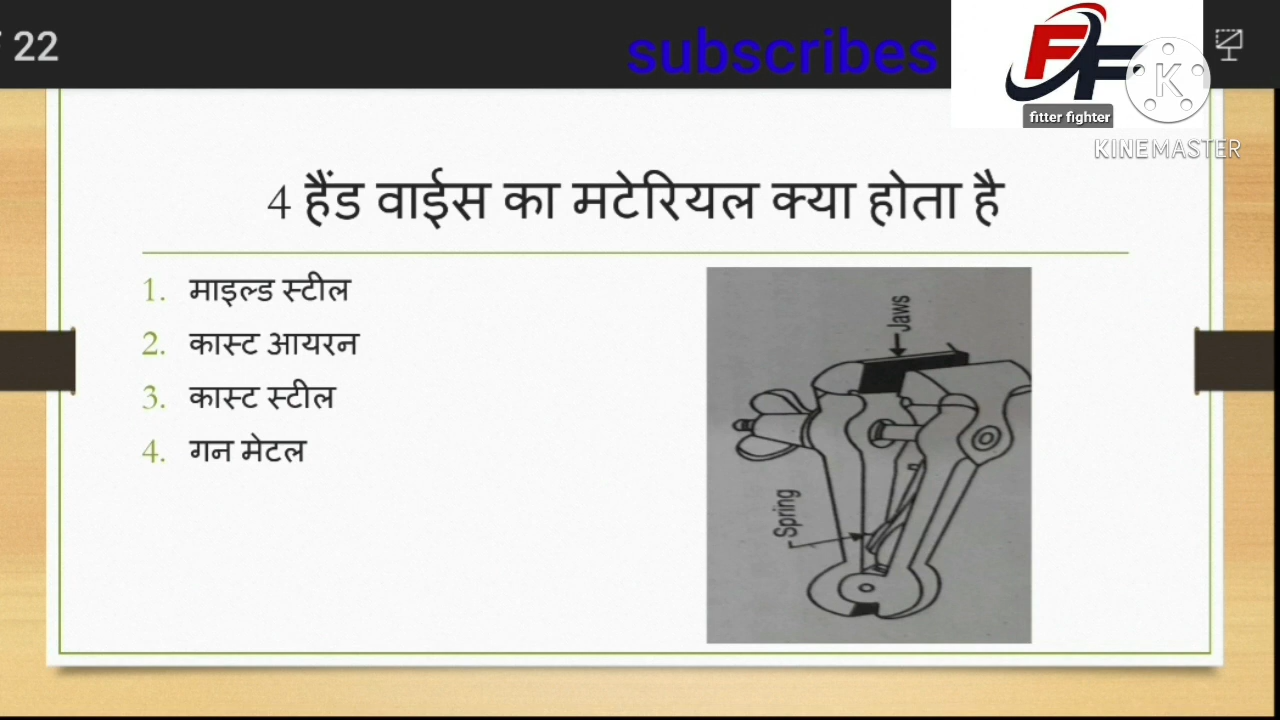 22
subscribes
FF
K
fitter fighter
KINEMASTER
4 हैंड वाईस का मटेरियल क्या होता है
1. माइल्ड स्टील
2. कास्ट आयरन
3. कास्ट स्टील
4. गन मेटल
Jaws
Spring